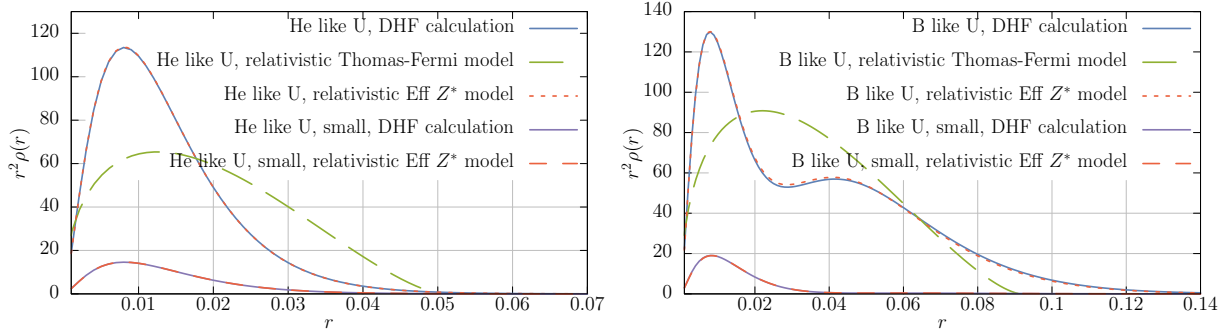 120
100
80
60
40
20
0
r²ρ(r)
0.01
0.02
0.03
0.04
0.05
0.06
0.07
r
He like U, DHF calculation
He like U, relativistic Thomas-Fermi model
He like U, relativistic Eff Z* model
He like U, small, DHF calculation
He like U, small, relativistic Eff Z* model
140
120
100
80
60
40
20
0
r²ρ(r)
0.02
0.04
0.06
0.08
0.1
0.12
0.14
r
B like U, DHF calculation
B like U, relativistic Thomas-Fermi model
B like U, relativistic Eff Z* model
B like U, small, DHF calculation
B like U, small, relativistic Eff Z* model